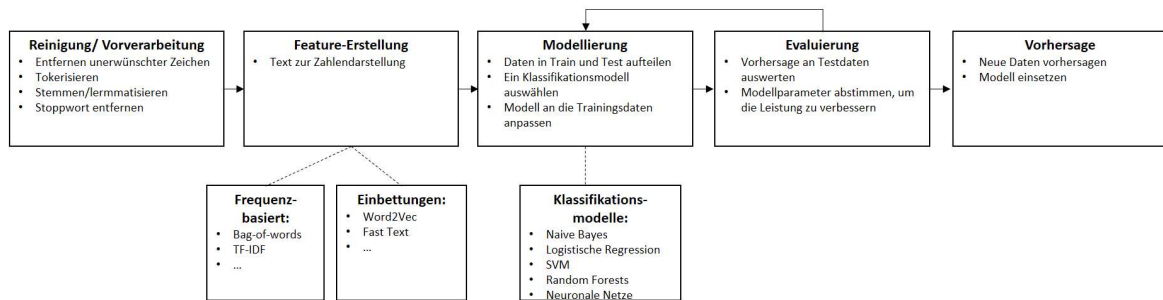 Reinigung/ Vorverarbeitung
• Entfernen unerwünschter Zeichen
• Tokerisieren
• Stemmen/lermmatisieren
• Stoppwort entfernen
Feature-Erstellung
• Text zur Zahlendarstellung
Modellierung
• Daten in Train und Test aufteilen
• Ein Klassifikationsmodell
auswählen
• Modell an die Trainingsdaten
anpassen
Evaluierung
• Vorhersage an Testdaten
auswerten
• Modellparameter abstimmen, um
die Leistung zu verbessern
Vorhersage
• Neue Daten vorhersagen
• Modell einsetzen
Frequenz-
basiert:
• Bag-of-words
• TF-IDF
• ...
Einbettungen:
• Word2Vec
• Fast Text
• ...
Klassifikations-
modelle:
• Naive Bayes
• Logistische Regression
• SVM
• Random Forests
• Neuronale Netze